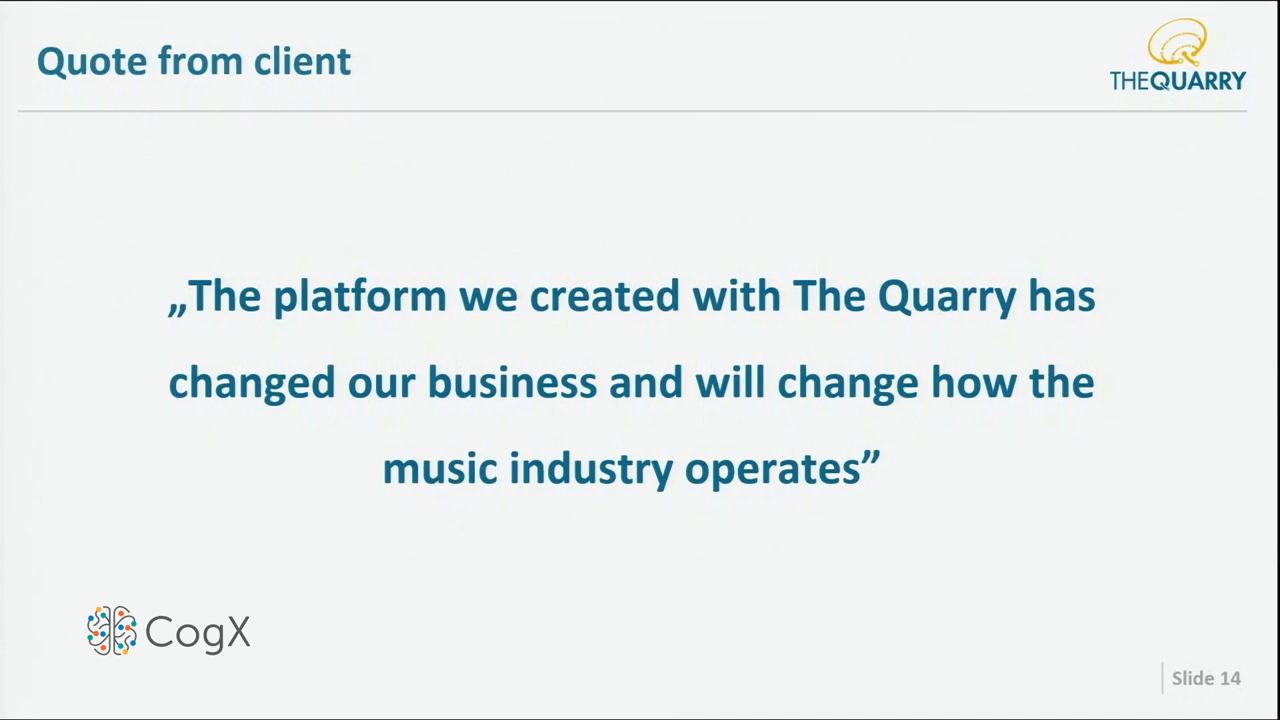 Quote from client
THEQUARRY
„The platform we created with The Quarry has
changed our business and will change how the
music industry operates”
CogX
Slide 14